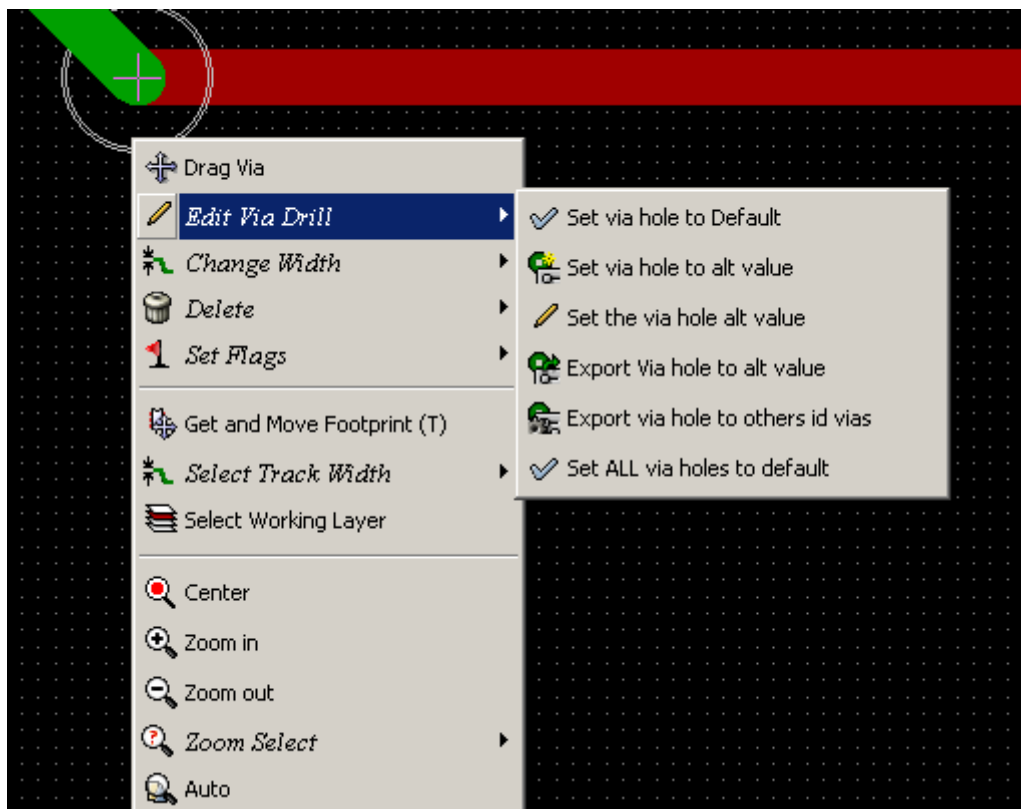 Drag Via
Edit Via Drill
Change Width
Delete
Set Flags
Get and Move Footprint (T)
Select Track Width
Select Working Layer
Center
Zoom in
Zoom out
Zoom Select
Auto
Set via hole to Default
Set via hole to alt value
Set the via hole alt value
Export Via hole to alt value
Export via hole to others id vias
Set ALL via holes to default